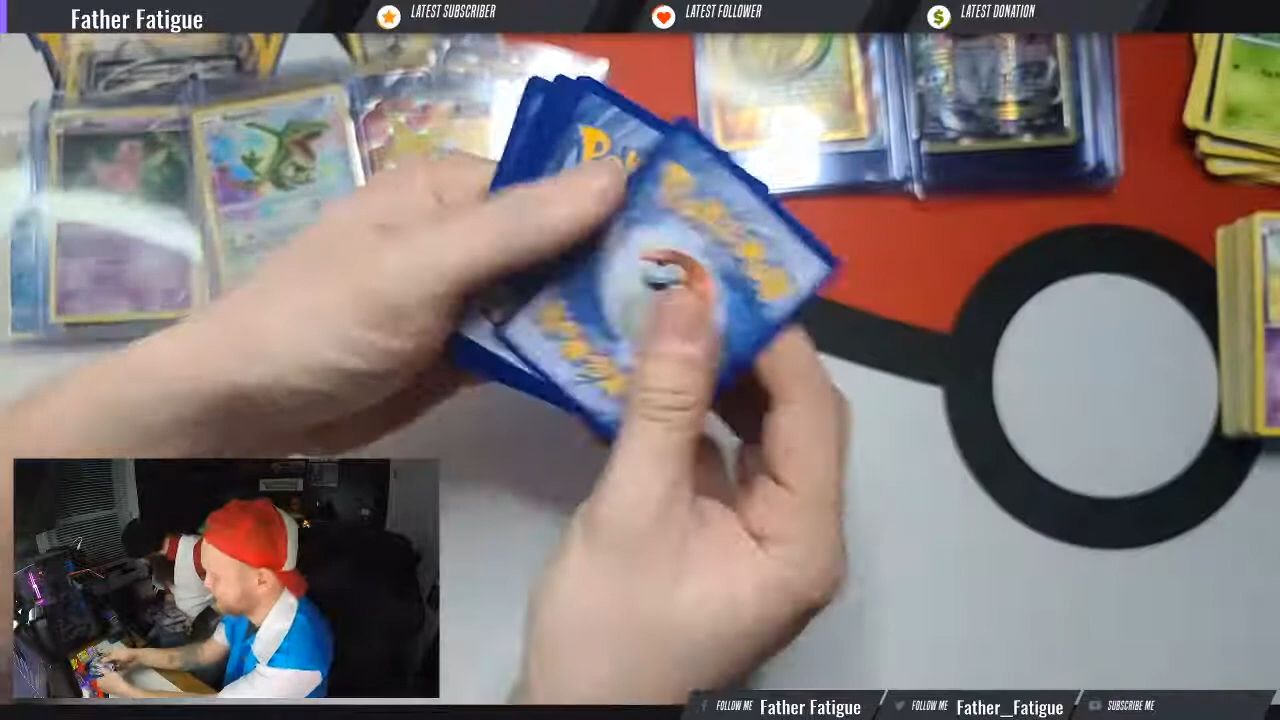 Father Fatigue
LATEST SUBSCRIBER
LATEST FOLLOWER
LATEST DONATION
FOLLOW ME Father Fatigue
FOLLOW ME Father_Fatigue
SUBSCRIBE ME